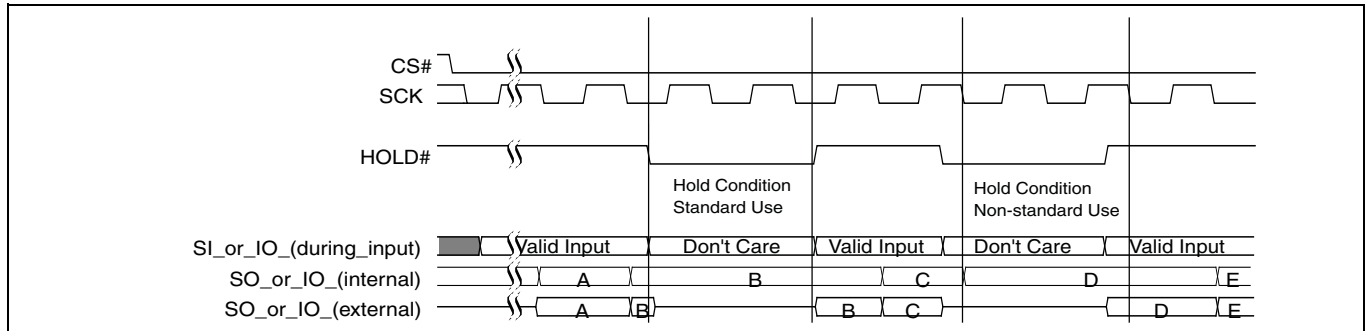 CS#
SCK
HOLD#
Hold Condition
Standard Use
Hold Condition
Non-standard Use
SI_or_IO_(during_input) Valid Input Don't Care Valid Input Don't Care Valid Input
SO_or_IO_(internal) A B C D E
SO_or_IO_(external) A B B C D E